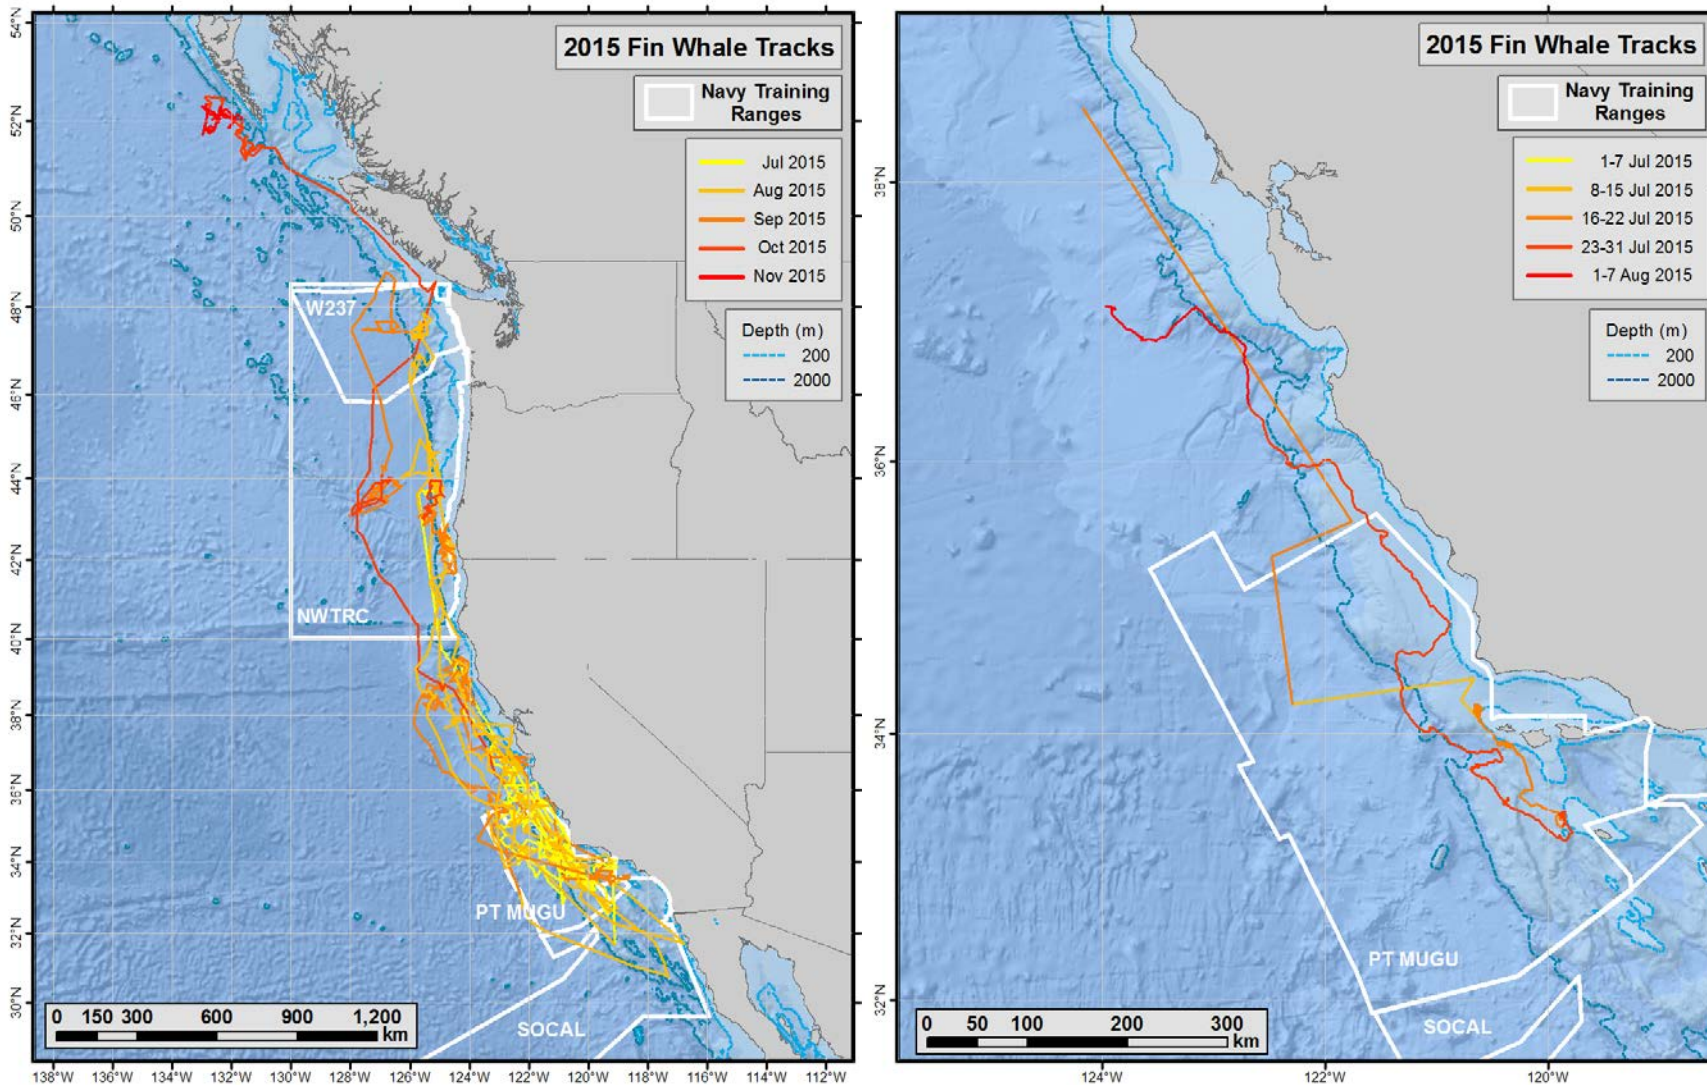 2015 Fin Whale Tracks
Navy Training
Ranges
Jul 2015
Aug 2015
Sep 2015
Oct 2015
Nov 2015
Depth (m)
200
2000
W237
NWTRC
PT MUGU
SOCAL
0 150 300 600 900 1,200
km
54°N
52°N
50°N
48°N
46°N
44°N
42°N
40°N
38°N
36°N
34°N
32°N
30°N
138°W 136°W 134°W 132°W 130°W 128°W 126°W 124°W 122°W 120°W 118°W 116°W 114°W 112°W
2015 Fin Whale Tracks
Navy Training
Ranges
1-7 Jul 2015
8-15 Jul 2015
16-22 Jul 2015
23-31 Jul 2015
1-7 Aug 2015
Depth (m)
200
2000
PT MUGU
SOCAL
0 50 100 200 300
km
38°N
36°N
34°N
32°N
124°W 122°W 120°W